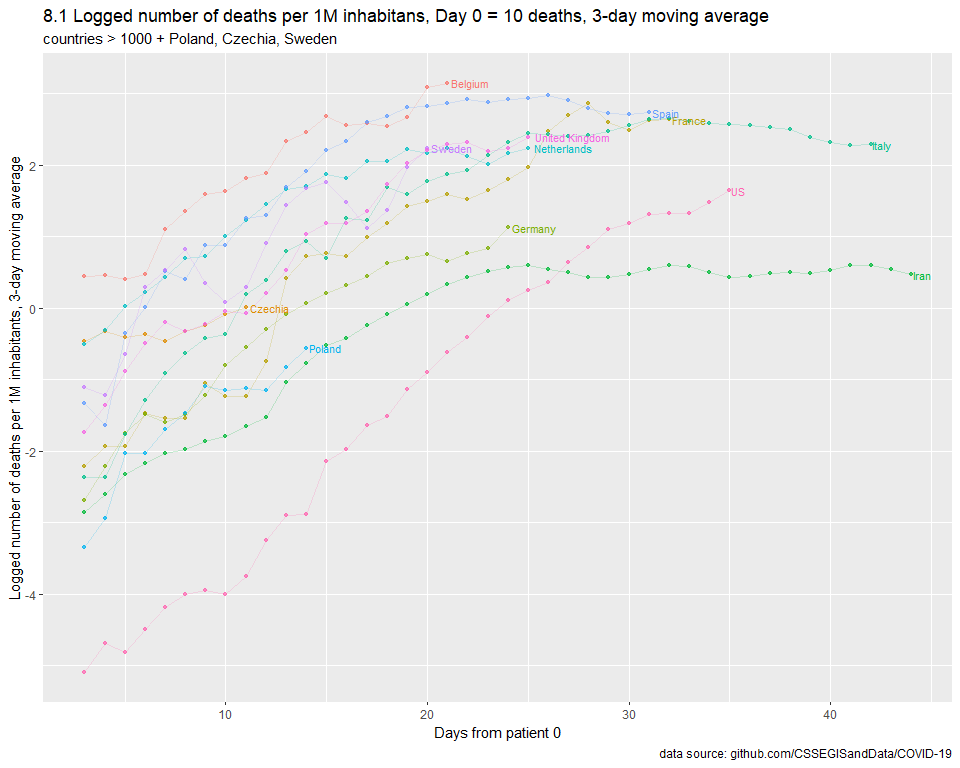 8.1 Logged number of deaths per 1M inhabitans, Day 0 = 10 deaths, 3-day moving average
countries > 1000 + Poland, Czechia, Sweden
Logged number of deaths per 1M inhabitants, 3-day moving average
2
0
-2
-4
Belgium
Spain
France
United Kingdom
Italy
Sweden
Netherlands
US
Germany
Iran
Czechia
Poland
10
20
30
40
Days from patient 0
data source: github.com/CSSEGISandData/COVID-19